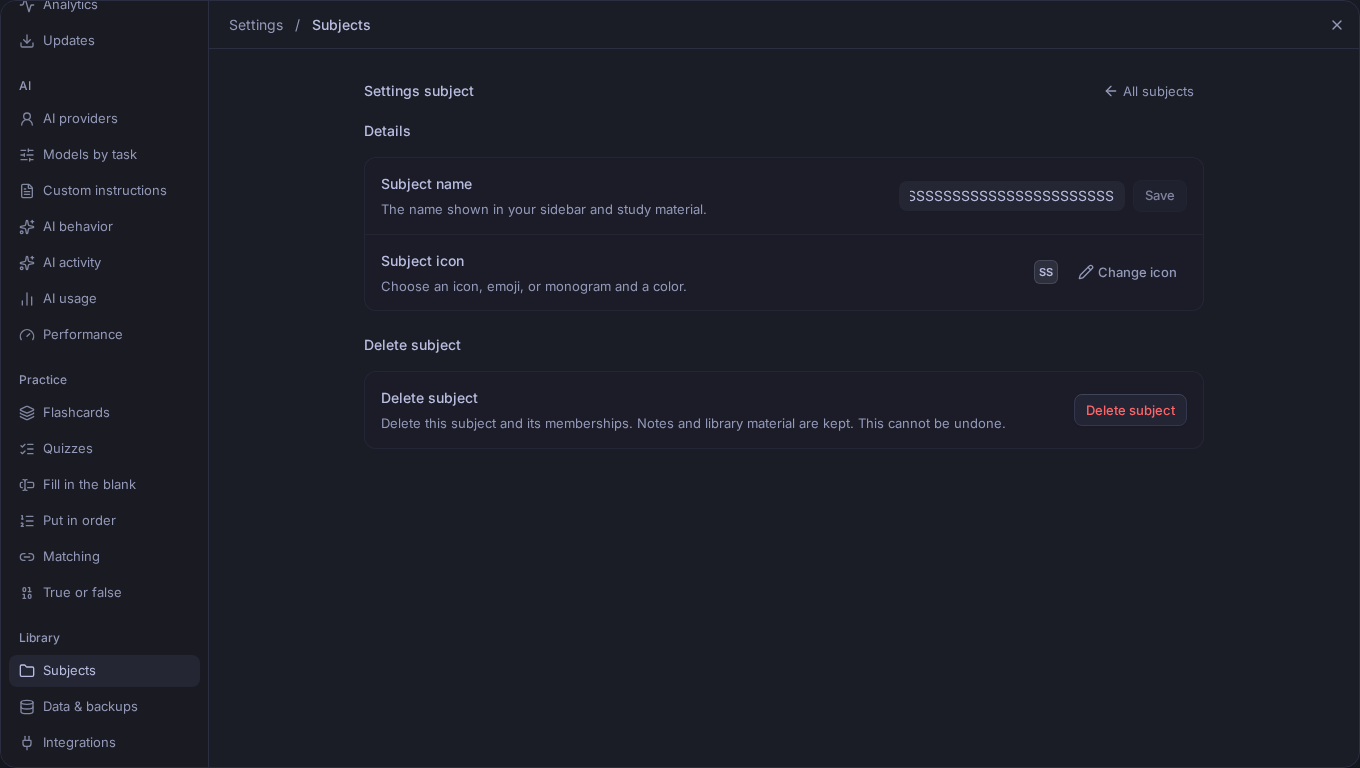 Analytics
Updates
AI
AI providers
Models by task
Custom instructions
AI behavior
AI activity
AI usage
Performance
Practice
Flashcards
Quizzes
Fill in the blank
Put in order
Matching
True or false
Library
Subjects
Data & backups
Integrations
Settings / Subjects
Settings subject
All subjects
Details
Subject name
The name shown in your sidebar and study material.
Save
Subject icon
Choose an icon, emoji, or monogram and a color.
SS
Change icon
Delete subject
Delete subject
Delete this subject and its memberships. Notes and library material are kept. This cannot be undone.
Delete subject